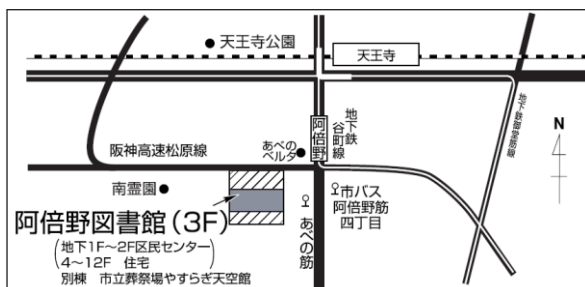 天王寺公園
天王寺
地下鉄
谷町線
阿倍野
地下鉄御堂筋線
あべの
ベルタ
阪神高速松原線
N
南霊園
市バス
阿倍野筋
四丁目
あべの筋
阿倍野図書館(3F)
(地下1F～2F区民センター
4～12F 住宅)
別棟 市立葬祭場やすらぎ天空館